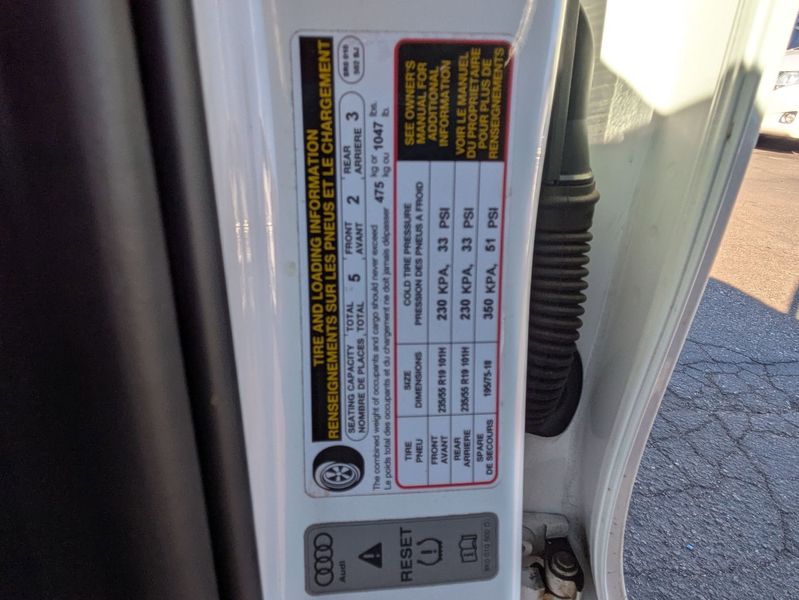 TIRE AND LOADING INFORMATION
RENSEIGNEMENTS SUR LES PNEUS ET LE CHARGEMENT
8R0 010
502 BJ
SEATING CAPACITY TOTAL 5 FRONT 2 REAR 3
NOMBRE DE PLACES TOTAL AVANT ARRIERE
The combined weight of occupants and cargo should never exceed 475 kg or 1047 lbs.
Le poids total des occupants et du chargement ne doit jamais dépasser kg ou lb.
TIRE
PNEU
SIZE
DIMENSIONS
COLD TIRE PRESSURE
PRESSION DES PNEUS A FROID
SEE OWNER'S
MANUAL FOR
ADDITIONAL
INFORMATION
VOIR LE MANUEL
DU PROPRIETAIRE
POUR PLUS DE
RENSEIGNEMENTS
FRONT
AVANT
235/55 R19 101H
230 KPA, 33 PSI
REAR
ARRIERE
235/55 R19 101H
230 KPA, 33 PSI
SPARE
DE SECOURS
195/75-18
350 KPA, 51 PSI
Audi
RESET